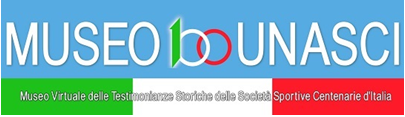 MUSEO 100 UNASCI
Museo Virtuale delle Testimonianze Storiche delle Società Sportive Centenarie d'Italia